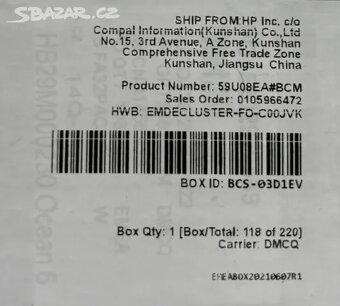 SBAZAR.CZ
SHIP FROM:HP Inc. c/o
Compal Information(Kunshan) Co.,Ltd
No.15, 3rd Avenue, A Zone, Kunshan
Comprehensive Free Trade Zone
Kunshan, Jiangsu China
Product Number: 59U08EA#BCM
Sales Order: 0105966472
HWB: EMDECLUSTER-FO-C00JVK
BOX ID: BCS-03D1EV
Box Qty: 1 [Box/Total: 118 of 220]
Carrier: DMCQ
EMEABOX20210607R1